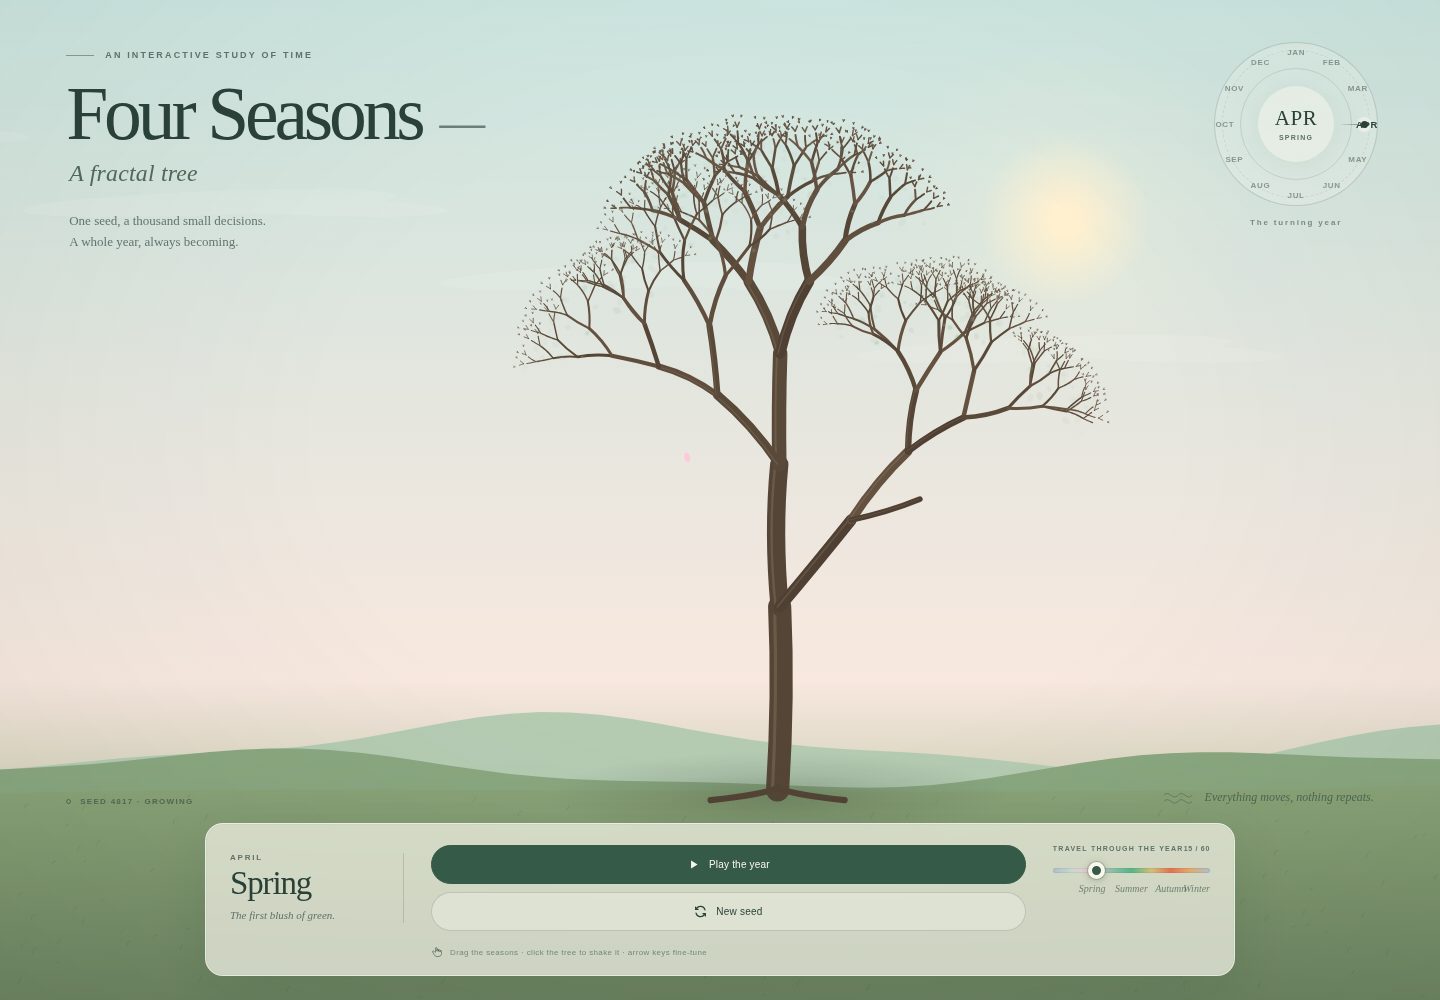 AN INTERACTIVE STUDY OF TIME
Four Seasons —
A fractal tree
One seed, a thousand small decisions.
A whole year, always becoming.
JAN
FEB
MAR
APR
MAY
JUN
JUL
AUG
SEP
OCT
NOV
DEC
APR
SPRING
The turning year
SEED 4817 · GROWING
Everything moves, nothing repeats.
APRIL
Spring
The first blush of green.
Play the year
New seed
Drag the seasons · click the tree to shake it · arrow keys fine-tune
TRAVEL THROUGH THE YEAR 15 / 60
Spring Summer Autumn Winter